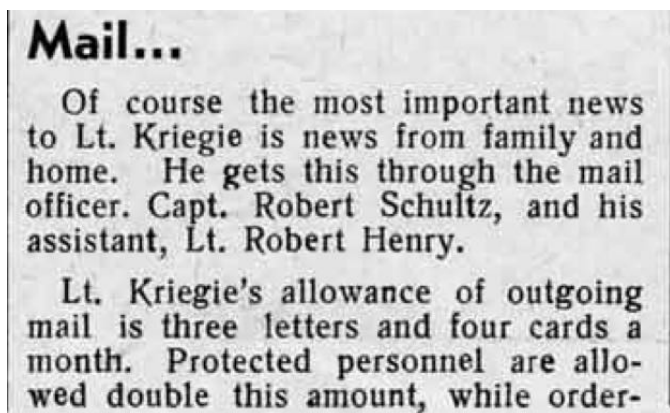 Mail...
Of course the most important news
to Lt. Kriegie is news from family and
home. He gets this through the mail
officer. Capt. Robert Schultz, and his
assistant, Lt. Robert Henry.
Lt. Kriegie's allowance of outgoing
mail is three letters and four cards a
month. Protected personnel are allo-
wed double this amount, while order-